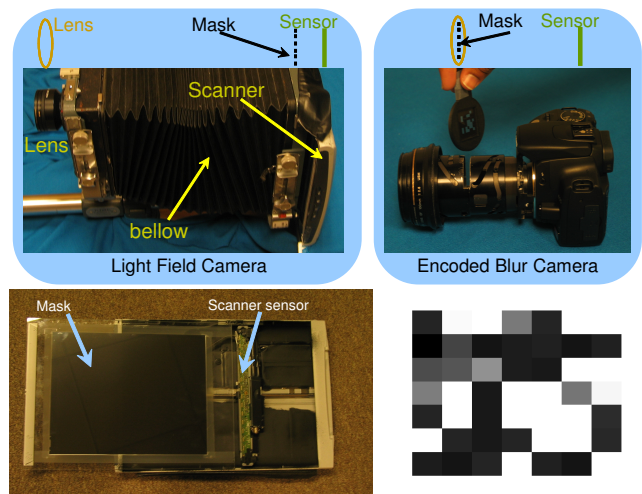 Lens
Mask
Sensor
Scanner
Lens
bellow
Light Field Camera
Mask
Sensor
Encoded Blur Camera
Mask
Scanner sensor